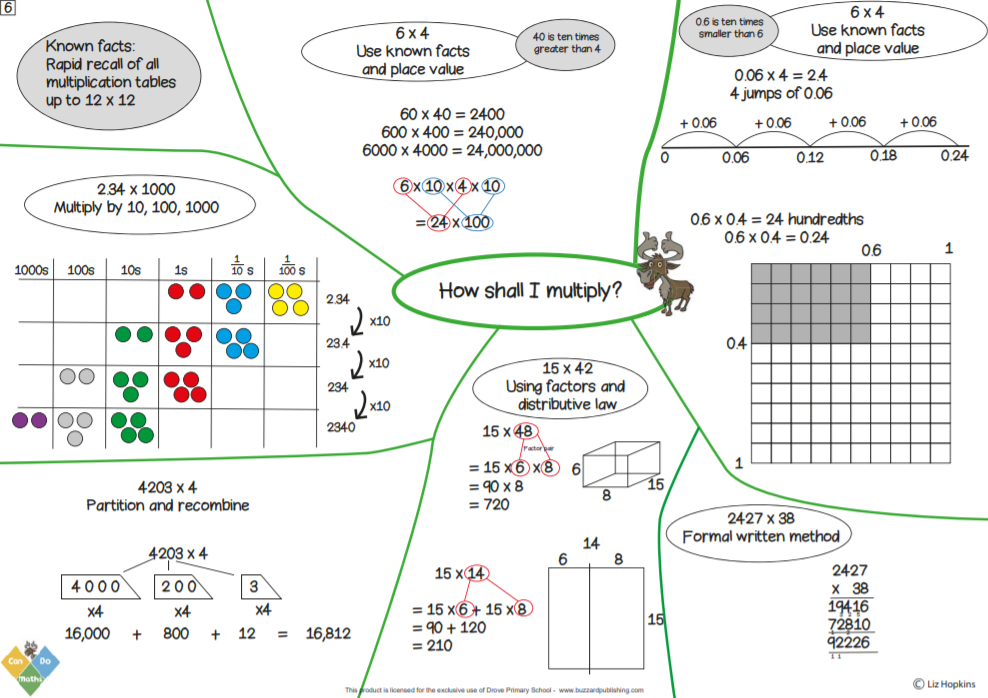 6
Known facts:
Rapid recall of all
multiplication tables
up to 12 x 12
6 x 4
Use known facts
and place value
40 is ten times
greater than 4
60 x 40 = 2400
600 x 400 = 240,000
6000 x 4000 = 24,000,000
6 x 10 x 4 x 10
= 24 x 100
0.6 is ten times
smaller than 6
6 x 4
Use known facts
and place value
0.06 x 4 = 2.4
4 jumps of 0.06
+ 0.06 + 0.06 + 0.06 + 0.06
0 0.06 0.12 0.18 0.24
0.6 x 0.4 = 24 hundredths
0.6 x 0.4 = 0.24
0.6 1
0.4
1
2.34 x 1000
Multiply by 10, 100, 1000
1000s 100s 10s 1s 1/10 s 1/100 s
2.34
x10
23.4
x10
234
x10
2340
How shall I multiply?
15 x 42
Using factors and
distributive law
15 x 48
Factor pair
= 15 x 6 x 8
= 90 x 8
= 720
6
8
15
14
6 8
15
15 x 14
= 15 x 6 + 15 x 8
= 90 + 120
= 210
4203 x 4
Partition and recombine
4203 x 4
4000 200 3
x4 x4 x4
16,000 + 800 + 12 = 16,812
2427 x 38
Formal written method
2427
x 38
19416
72810
92226
1 1
Can Do
Maths
This product is licensed for the exclusive use of Drove Primary School - www.buzzardpublishing.com
© Liz Hopkins